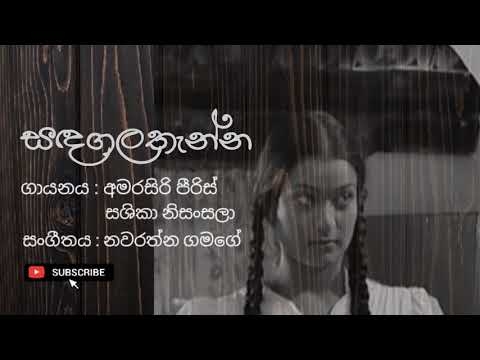 සඳගලතැන්න
ගායනය : අමරසිරි පීරිස්
සශිකා නිසංසලා
සංගීතය : නවරත්න ගමගේ
SUBSCRIBE